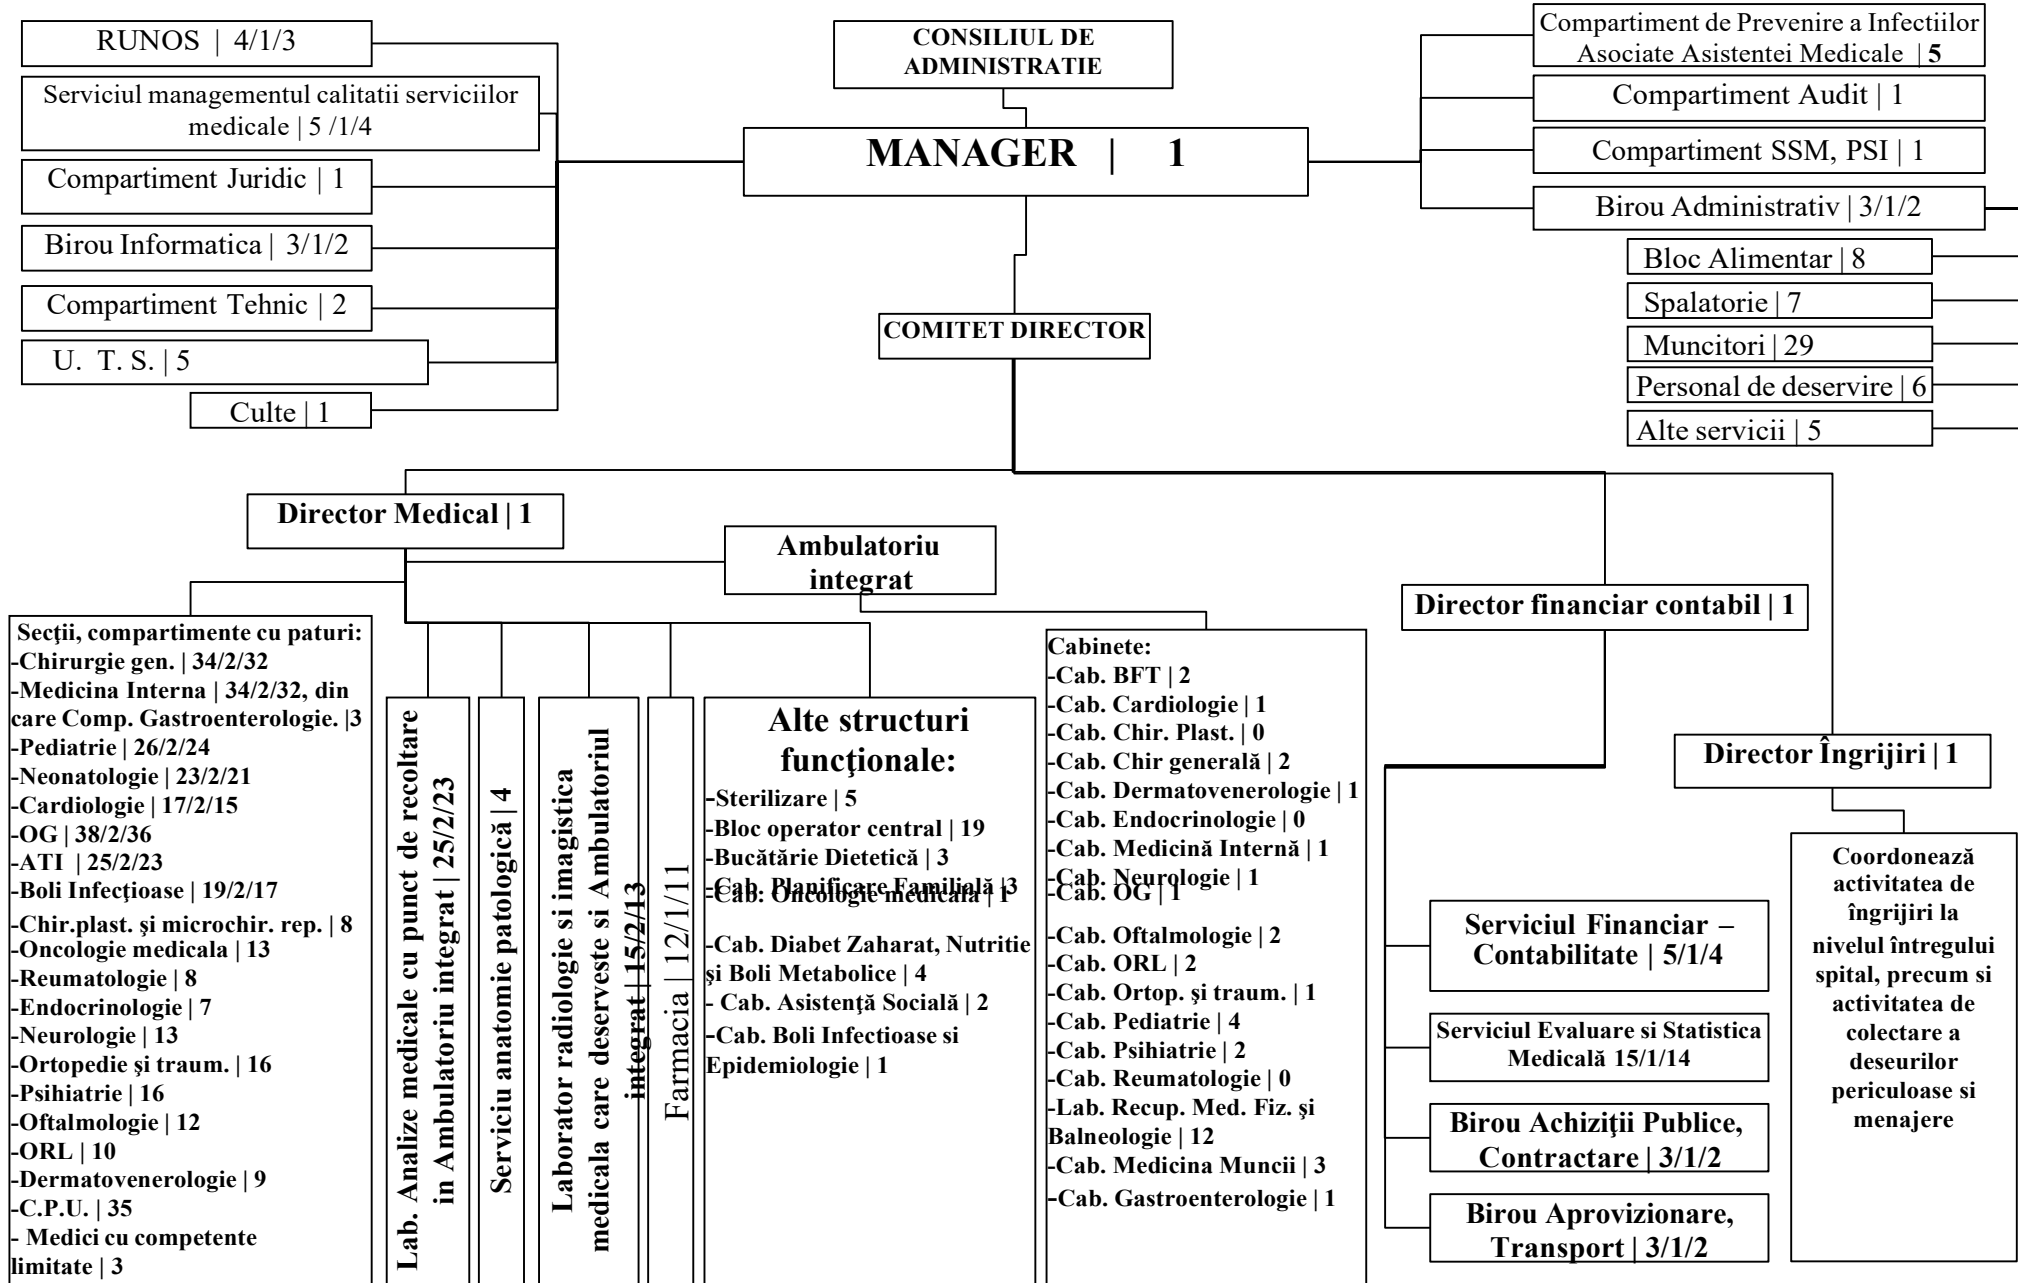 RUNOS | 4/1/3
Serviciul managementul calitatii serviciilor
medicale | 5 /1/4
Compartiment Juridic | 1
Birou Informatica | 3/1/2
Compartiment Tehnic | 2
U. T. S. | 5
Culte | 1
CONSILIUL DE
ADMINISTRATIE
MANAGER | 1
COMITET DIRECTOR
Compartiment de Prevenire a Infectiilor
Asociate Asistentei Medicale | 5
Compartiment Audit | 1
Compartiment SSM, PSI | 1
Birou Administrativ | 3/1/2
Bloc Alimentar | 8
Spalatorie | 7
Muncitori | 29
Personal de deservire | 6
Alte servicii | 5
Director Medical | 1
Ambulatoriu
integrat
Director financiar contabil | 1
Director Îngrijiri | 1
Secţii, compartimente cu paturi:
-Chirurgie gen. | 34/2/32
-Medicina Interna | 34/2/32, din
care Comp. Gastroenterologie. |3
-Pediatrie | 26/2/24
-Neonatologie | 23/2/21
-Cardiologie | 17/2/15
-OG | 38/2/36
-ATI | 25/2/23
-Boli Infecţioase | 19/2/17
-Chir.plast. şi microchir. rep. | 8
-Oncologie medicala | 13
-Reumatologie | 8
-Endocrinologie | 7
-Neurologie | 13
-Ortopedie şi traum. | 16
-Psihiatrie | 16
-Oftalmologie | 12
-ORL | 10
-Dermatovenerologie | 9
-C.P.U. | 35
- Medici cu competente
limitate | 3
Lab. Analize medicale cu punct de recoltare
in Ambulatoriu integrat | 25/2/23
Serviciu anatomie patologică | 4
Laborator radiologie si imagistica
medicala care deserveste si Ambulatoriul
integrat | 15/2/13
Farmacia | 12/1/11
Alte structuri
funcţionale:
-Sterilizare | 5
-Bloc operator central | 19
-Bucătărie Dietetică | 3
-Cab. Planificare Familială |3
-Cab. Oncologie medicala | 1
-Cab. Diabet Zaharat, Nutritie
şi Boli Metabolice | 4
- Cab. Asistenţă Socială | 2
-Cab. Boli Infectioase si
Epidemiologie | 1
Cabinete:
-Cab. BFT | 2
-Cab. Cardiologie | 1
-Cab. Chir. Plast. | 0
-Cab. Chir generală | 2
-Cab. Dermatovenerologie | 1
-Cab. Endocrinologie | 0
-Cab. Medicină Internă | 1
-Cab. Neurologie | 1
-Cab. OG | 1
-Cab. Oftalmologie | 2
-Cab. ORL | 2
-Cab. Ortop. şi traum. | 1
-Cab. Pediatrie | 4
-Cab. Psihiatrie | 2
-Cab. Reumatologie | 0
-Lab. Recup. Med. Fiz. şi
Balneologie | 12
-Cab. Medicina Muncii | 3
-Cab. Gastroenterologie | 1
Serviciul Financiar –
Contabilitate | 5/1/4
Serviciul Evaluare si Statistica
Medicală 15/1/14
Birou Achiziţii Publice,
Contractare | 3/1/2
Birou Aprovizionare,
Transport | 3/1/2
Coordonează
activitatea de
îngrijiri la
nivelul întregului
spital, precum si
activitatea de
colectare a
deseurilor
periculoase si
menajere